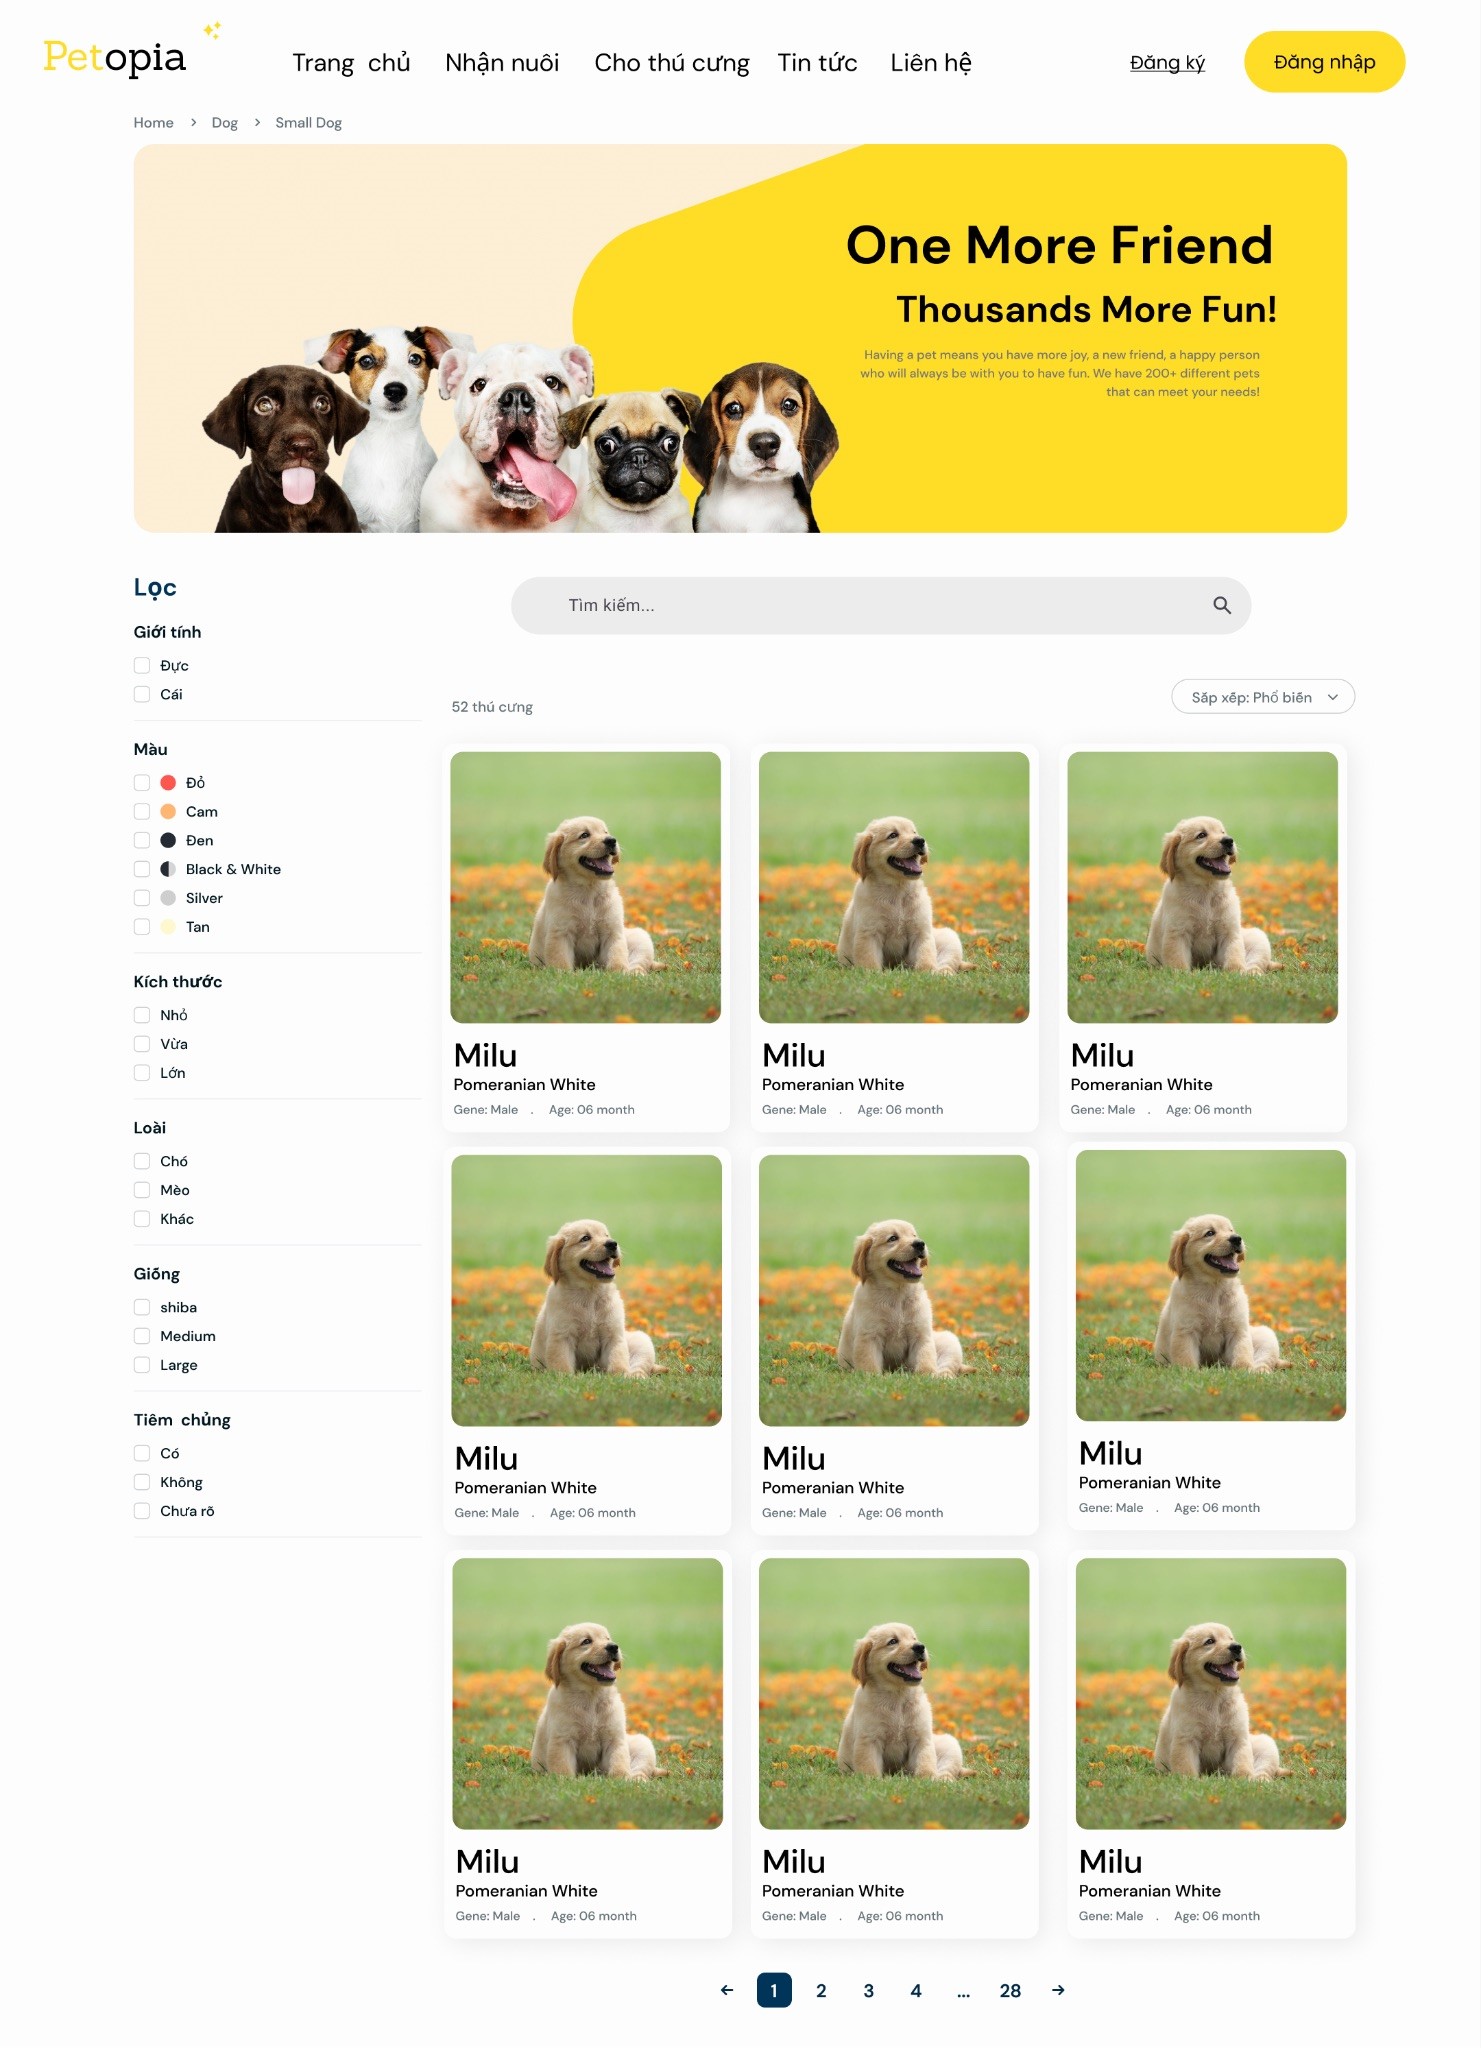 Petopia
Trang chủ Nhận nuôi Cho thú cưng Tin tức Liên hệ Đăng ký Đăng nhập
Home > Dog > Small Dog
One More Friend
Thousands More Fun!
Having a pet means you have more joy, a new friend, a happy person
who will always be with you to have fun. We have 200+ different pets
that can meet your needs!
Lọc
Giới tính
Đực
Cái
Màu
Đỏ
Cam
Đen
Black & White
Silver
Tan
Kích thước
Nhỏ
Vừa
Lớn
Loài
Chó
Mèo
Khác
Giống
shiba
Medium
Large
Tiêm chủng
Có
Không
Chưa rõ
Tìm kiếm...
52 thú cưng
Sắp xếp: Phổ biến
Milu
Pomeranian White
Gene: Male . Age: 06 month
Milu
Pomeranian White
Gene: Male . Age: 06 month
Milu
Pomeranian White
Gene: Male . Age: 06 month
Milu
Pomeranian White
Gene: Male . Age: 06 month
Milu
Pomeranian White
Gene: Male . Age: 06 month
Milu
Pomeranian White
Gene: Male . Age: 06 month
Milu
Pomeranian White
Gene: Male . Age: 06 month
Milu
Pomeranian White
Gene: Male . Age: 06 month
Milu
Pomeranian White
Gene: Male . Age: 06 month
← 1 2 3 4 ... 28 →